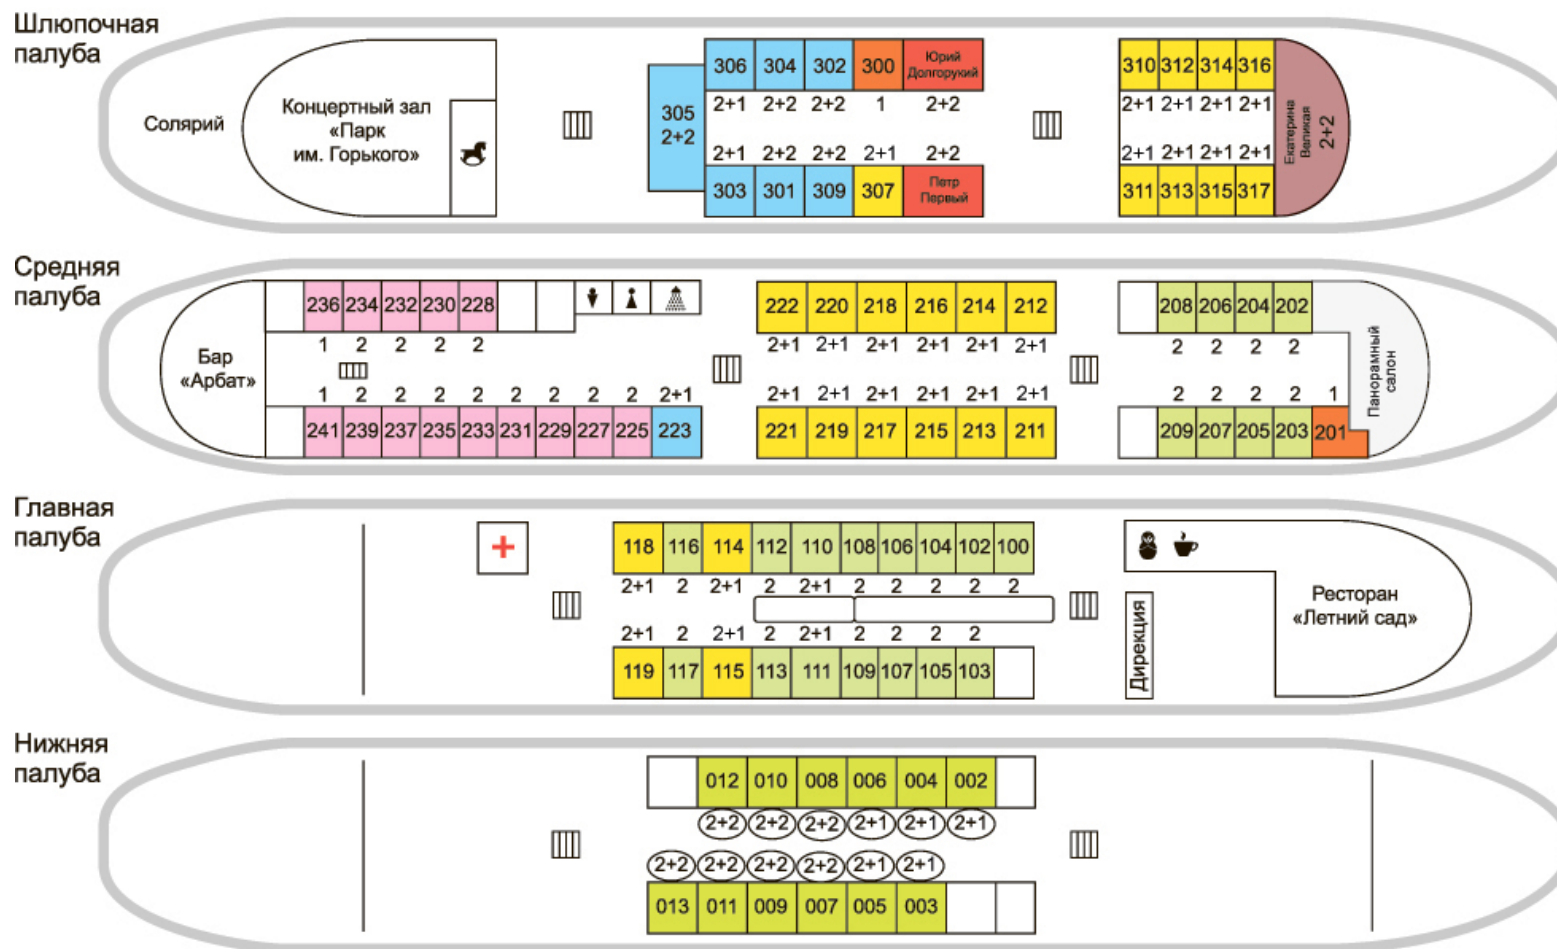 Шлюпочная
палуба
306 304 302 300 Юрий
Долгорукий
310 312 314 316
2+1 2+2 2+2 1 2+2
2+1 2+1 2+1 2+1
Солярий
Концертный зал
«Парк
им. Горького»
305
2+2
Екатерина
Великая
2+2
2+1 2+2 2+2 2+1 2+2
2+1 2+1 2+1 2+1
303 301 309 307 Петр
Первый
311 313 315 317
Средняя
палуба
236 234 232 230 228
222 220 218 216 214 212
208 206 204 202
1 2 2 2 2
2+1 2+1 2+1 2+1 2+1 2+1
2 2 2 2
Бар
«Арбат»
Панорамный
салон
1 2 2 2 2 2 2 2 2 2+1
2+1 2+1 2+1 2+1 2+1 2+1
2 2 2 2 1
241 239 237 235 233 231 229 227 225 223
221 219 217 215 213 211
209 207 205 203 201
Главная
палуба
118 116 114 112 110 108 106 104 102 100
2+1 2 2+1 2 2+1 2 2 2 2 2
Ресторан
«Летний сад»
Дирекция
2+1 2 2+1 2 2+1 2 2 2 2
119 117 115 113 111 109 107 105 103
Нижняя
палуба
012 010 008 006 004 002
2+2 2+2 2+2 2+1 2+1 2+1
2+2 2+2 2+2 2+2 2+1 2+1
013 011 009 007 005 003